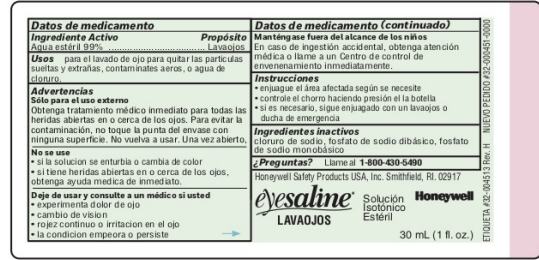 Datos de medicamento
Ingrediente Activo Propósito
Agua estéril 99% .................................... Lavaojos
Usos para el lavado de ojo para quitar las particulas
sueltas y extrañas, contaminates aereos, o agua de
cloruro.
Advertencias
Sólo para el uso externo
Obtenga tratamiento médico inmediato para todas las
heridas abiertas en o cerca de los ojos. Para evitar la
contaminación, no toque la punta del envase con
ninguna superficie. No vuelva a usar. Una vez abierto,
No se use
• si la solucion se enturbia o cambia de color
• si tiene heridas abiertas en o cerca de los ojos,
obtenga ayuda medica de inmediato.
Deje de usar y consulte a un médico si usted
• experimenta dolor de ojo
• cambio de vision
• rojez continuo o irritacion en el ojo
• la condicion empeora o persiste
Datos de medicamento (continuado)
Manténgase fuera del alcance de los niños
En caso de ingestión accidental, obtenga atención
médica o llame a un Centro de control de
envenenamiento inmediatamente.
Instrucciones
• enjuague el área afectada según se necesite
• controle el chorro haciendo presión el la botella
• si es necesario, sigue enjuagado con un lavaojos o
ducha de emergencia
Ingredientes inactivos
cloruro de sodio, fosfato de sodio dibásico, fosfato
de sodio monobásico
¿Preguntas? Llame al 1-800-430-5490
Honeywell Safety Products USA, Inc. Smithfield, RI. 02917
eyesaline®
LAVAOJOS
Solución
Isotónico
Estéril
Honeywell
30 mL (1 fl. oz.)
ETIQUETA #32-004513 Rev. H NUEVO PEDIDO #32-000451-0000